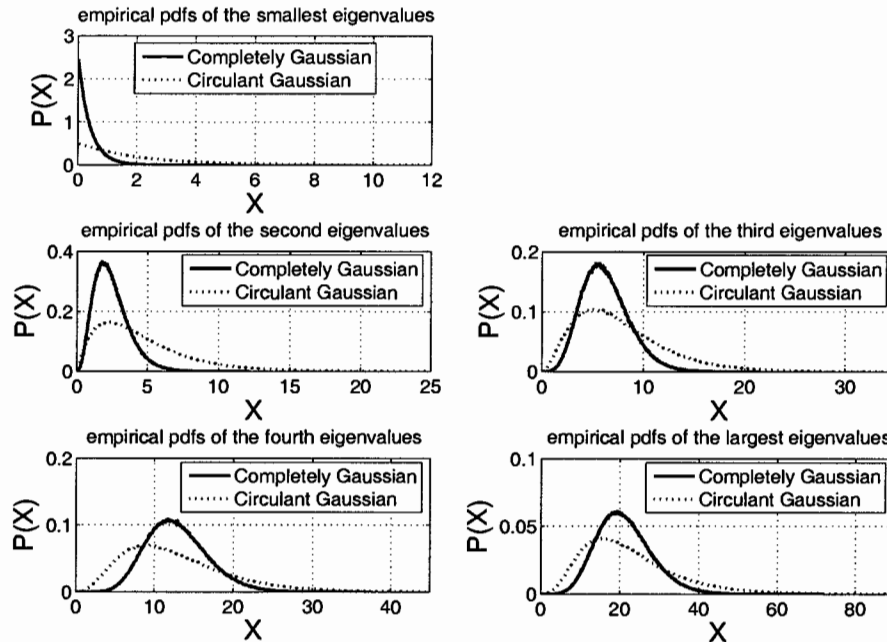 empirical pdfs of the smallest eigenvalues
3
2
1
0
P(X)
Completely Gaussian
Circulant Gaussian
0 2 4 6 8 10 12
X
empirical pdfs of the second eigenvalues
0.4
0.2
0
P(X)
Completely Gaussian
Circulant Gaussian
0 5 10 15 20 25
X
empirical pdfs of the third eigenvalues
0.2
0.1
0
P(X)
Completely Gaussian
Circulant Gaussian
0 10 20 30
X
empirical pdfs of the fourth eigenvalues
0.2
0.1
0
P(X)
Completely Gaussian
Circulant Gaussian
0 10 20 30 40
X
empirical pdfs of the largest eigenvalues
0.1
0.05
0
P(X)
Completely Gaussian
Circulant Gaussian
0 20 40 60 80
X